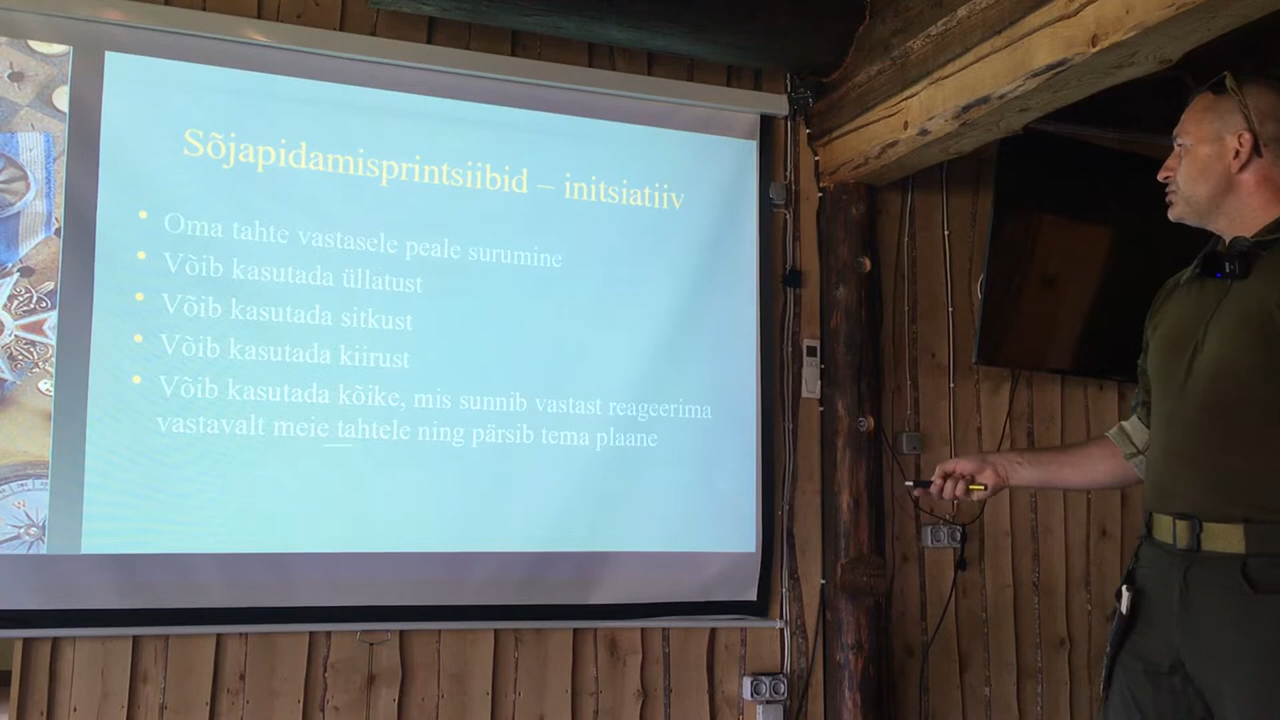 Sõjapidamisprintsiibid – initsiatiiv
• Oma tahte vastasele peale surumine
• Võib kasutada üllatust
• Võib kasutada sitkust
• Võib kasutada kiirust
• Võib kasutada kõike, mis sunnib vastast reageerima
vastavalt meie tahtele ning pärsib tema plaane